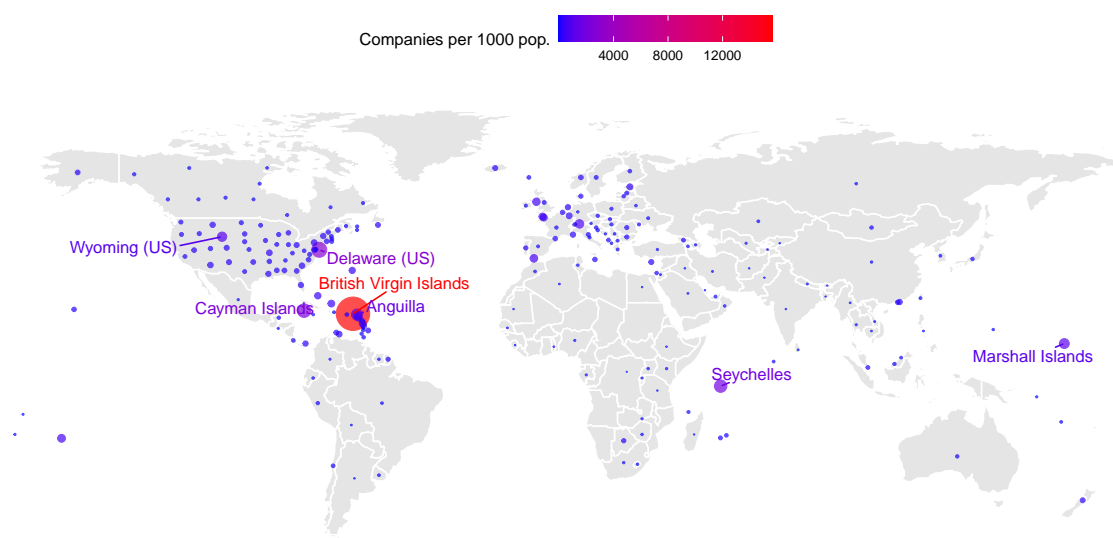 Companies per 1000 pop.
4000 8000 12000
Wyoming (US)
Delaware (US)
British Virgin Islands
Cayman Islands
Anguilla
Marshall Islands
Seychelles